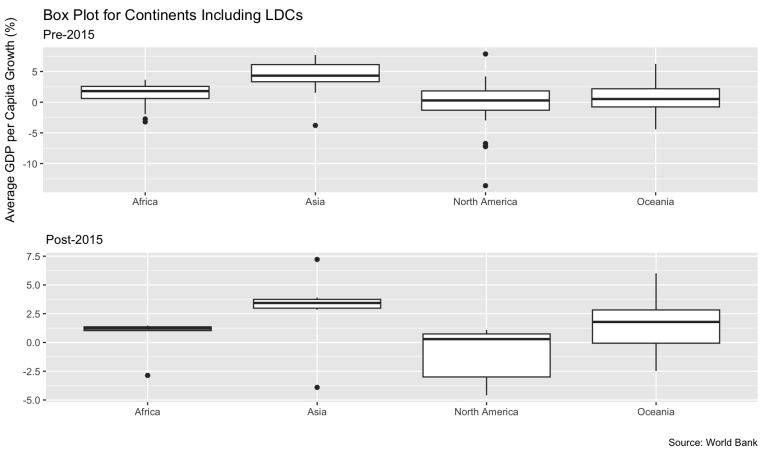 Box Plot for Continents Including LDCs
Pre-2015
Average GDP per Capita Growth (%)
5
0
-5
-10
Africa Asia North America Oceania
Post-2015
7.5
5.0
2.5
0.0
-2.5
-5.0
Africa Asia North America Oceania
Source: World Bank